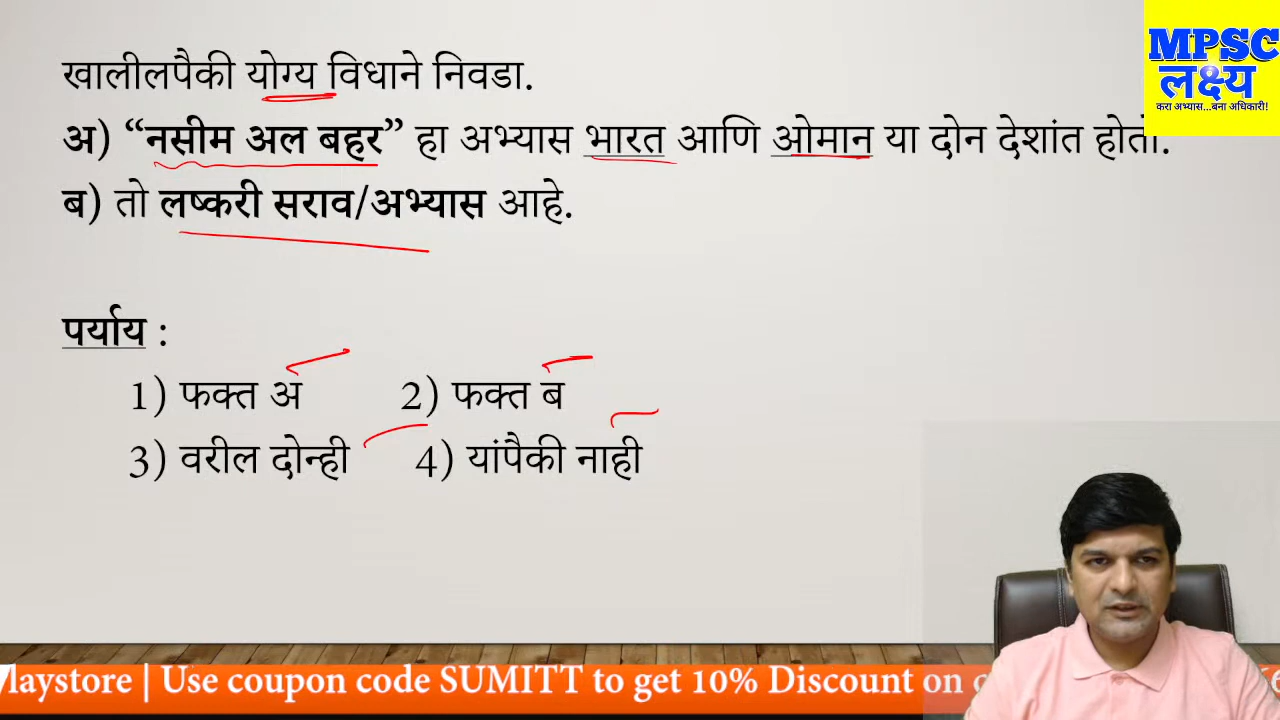 खालीलपैकी योग्य विधाने निवडा.
MPSC
लक्ष्य
करा अभ्यास...बना अधिकारी!
अ) “नसीम अल बहर” हा अभ्यास भारत आणि ओमान या दोन देशांत होतो.
ब) तो लष्करी सराव/अभ्यास आहे.
पर्याय :
1) फक्त अ 2) फक्त ब
3) वरील दोन्ही 4) यांपैकी नाही
laystore | Use coupon code SUMITT to get 10% Discount on